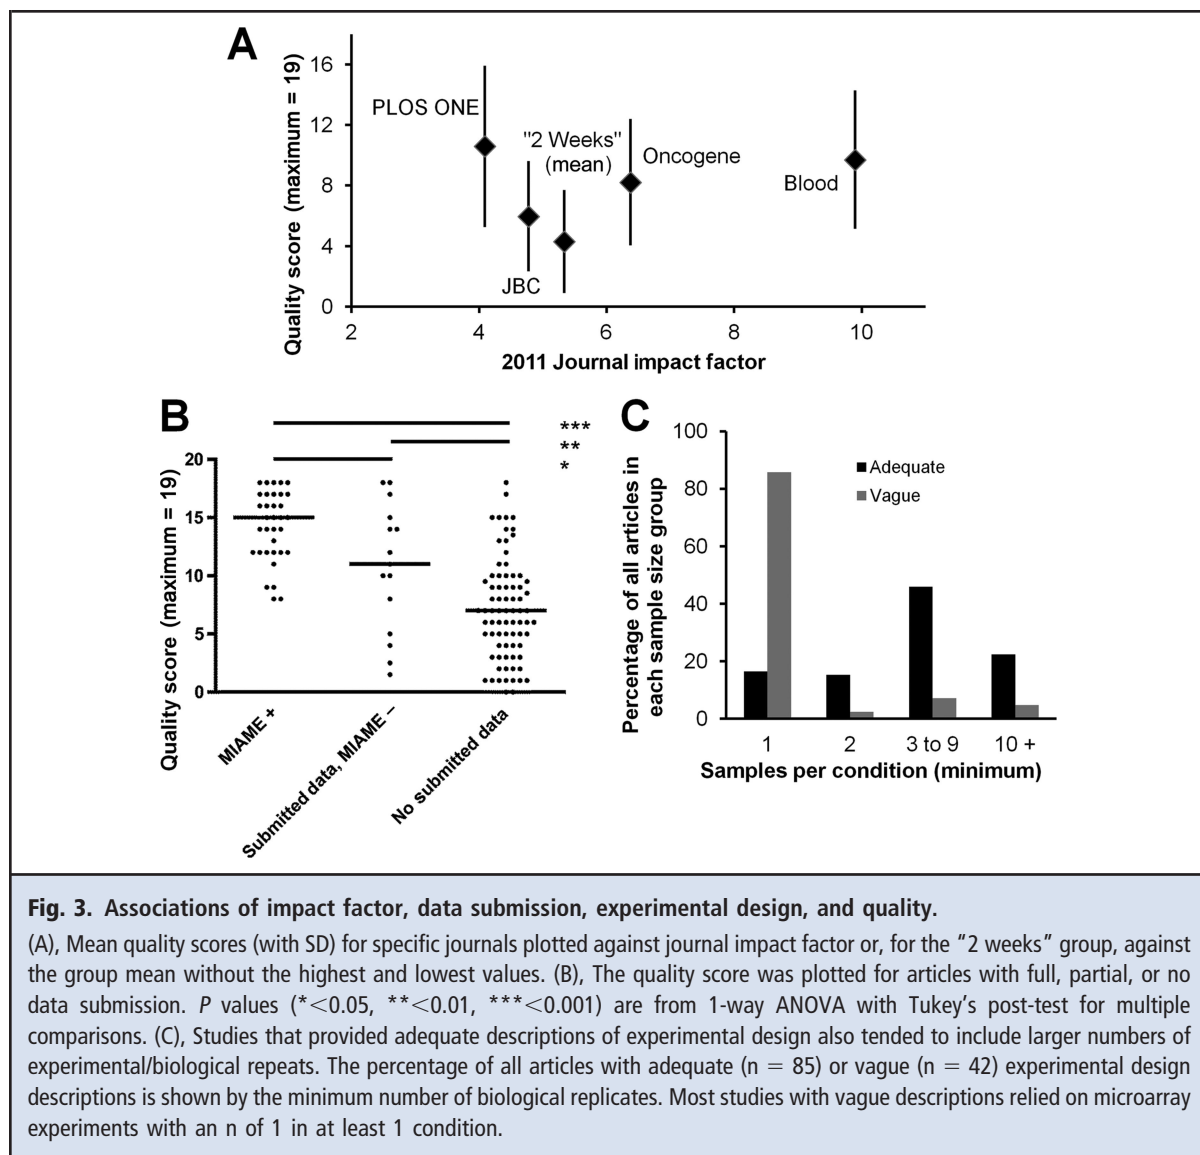 A
Quality score (maximum = 19)
16
12
8
4
0
PLOS ONE
"2 Weeks"
(mean)
Oncogene
Blood
JBC
2
4
6
8
10
2011 Journal impact factor
B
***
**
*
Quality score (maximum = 19)
20
15
10
5
0
MIAME +
Submitted data, MIAME –
No submitted data
C
Percentage of all articles in
each sample size group
100
80
60
40
20
0
Adequate
Vague
1
2
3 to 9
10 +
Samples per condition (minimum)
Fig. 3. Associations of impact factor, data submission, experimental design, and quality.
(A), Mean quality scores (with SD) for specific journals plotted against journal impact factor or, for the “2 weeks” group, against
the group mean without the highest and lowest values. (B), The quality score was plotted for articles with full, partial, or no
data submission. P values (*<0.05, **<0.01, ***<0.001) are from 1-way ANOVA with Tukey’s post-test for multiple
comparisons. (C), Studies that provided adequate descriptions of experimental design also tended to include larger numbers of
experimental/biological repeats. The percentage of all articles with adequate (n = 85) or vague (n = 42) experimental design
descriptions is shown by the minimum number of biological replicates. Most studies with vague descriptions relied on microarray
experiments with an n of 1 in at least 1 condition.